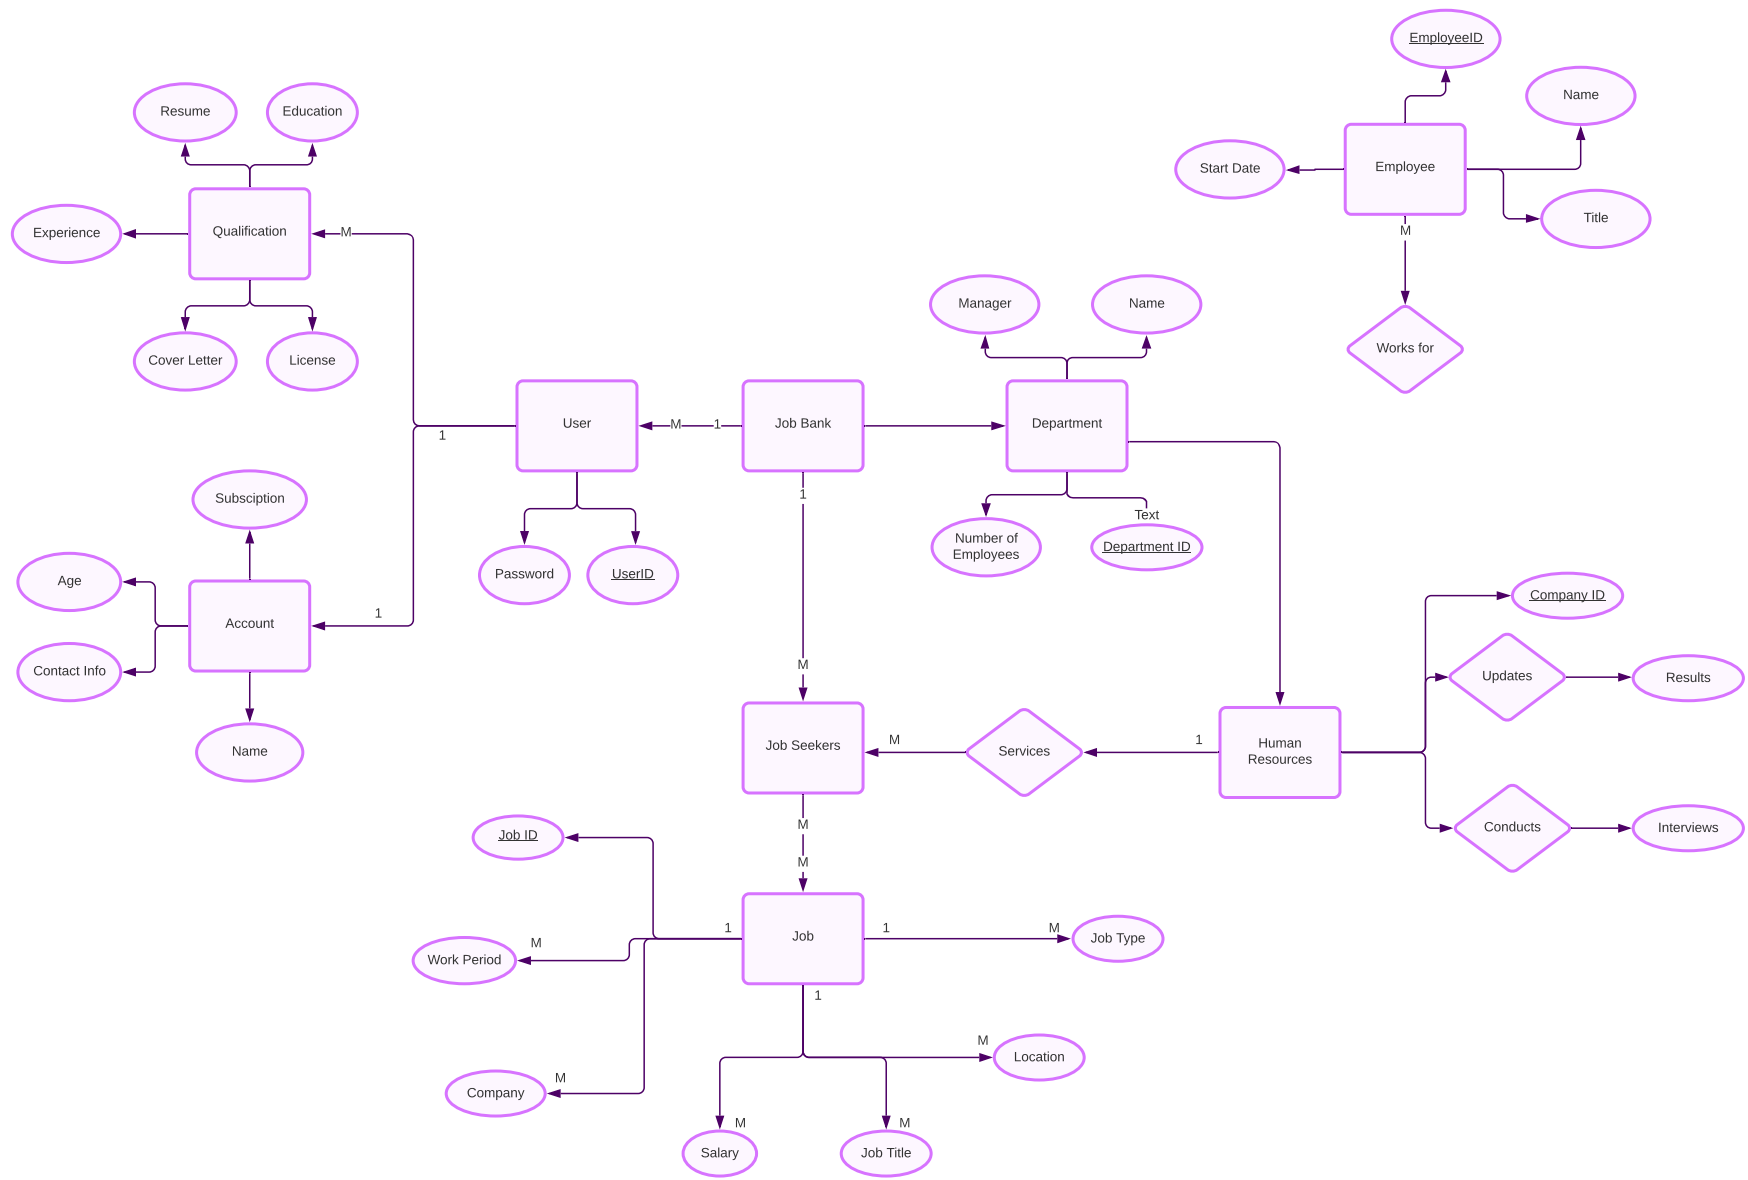 EmployeeID
Name
Resume
Education
Employee
Start Date
Title
Qualification
Experience
M
M
Manager
Name
Cover Letter
License
Works for
User
M
1
Job Bank
Department
1
Subsciption
1
Text
Number of
Employees
Department ID
Password
UserID
Age
Company ID
1
Account
Contact Info
M
Updates
Results
Name
Job Seekers
M
Services
1
Human
Resources
M
Job ID
Conducts
Interviews
M
1
Job
1
M
Job Type
M
Work Period
1
M
Location
M
Company
M
M
Salary
Job Title